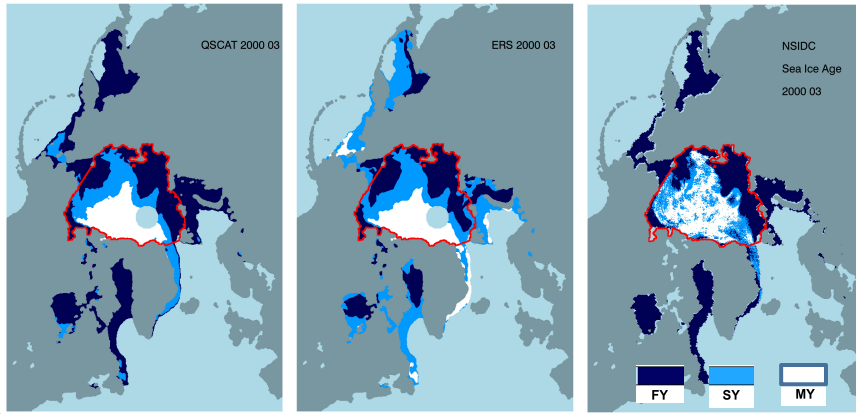 QSCAT 2000 03
ERS 2000 03
NSIDC
Sea Ice Age
2000 03
FY
SY
MY